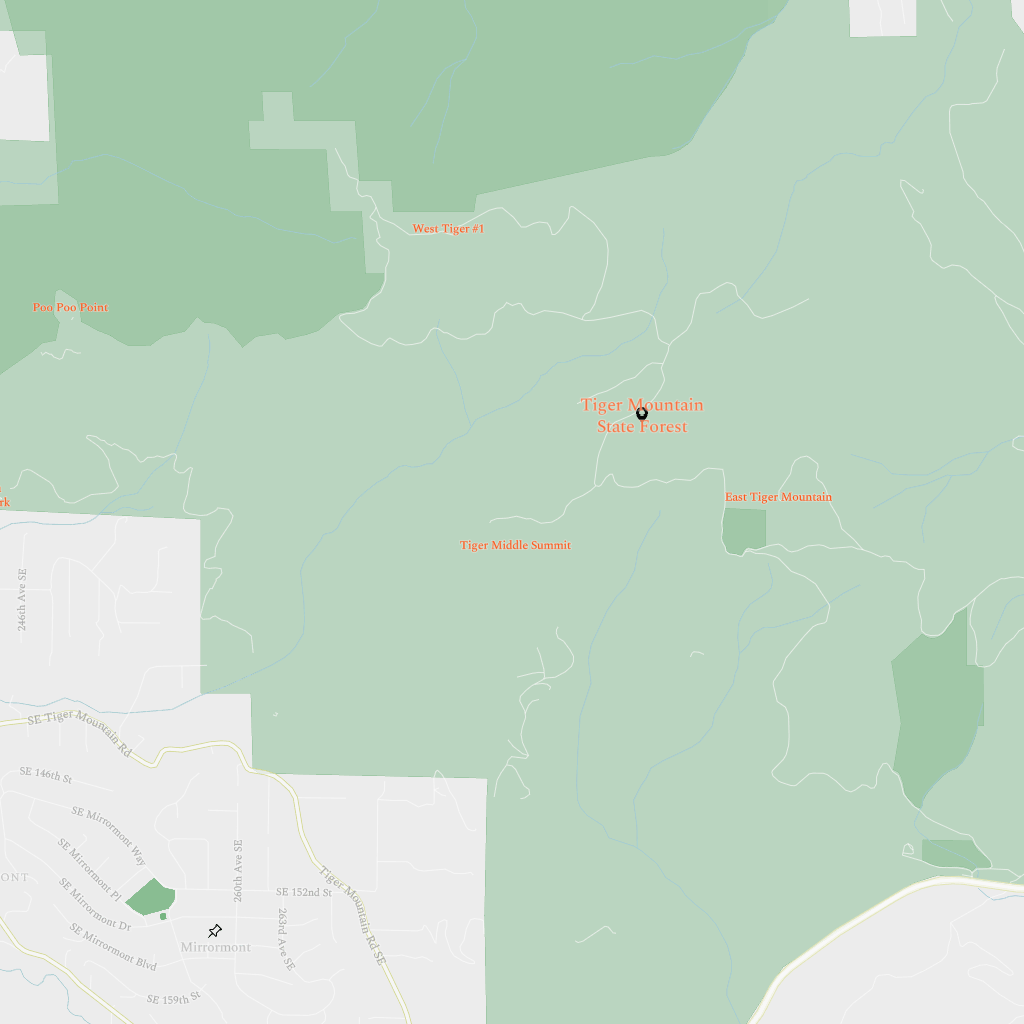 West Tiger #1
Poo Poo Point
Tiger Mountain
State Forest
rk
East Tiger Mountain
Tiger Middle Summit
246th Ave SE
SE Tiger Mountain Rd
SE 146th St
SE Mirrormont Way
SE Mirrormont Pl
260th Ave SE
ONT
SE Mirrormont Dr
SE 152nd St
Tiger Mountain Rd SE
263rd Ave SE
SE Mirrormont Blvd
Mirrormont
SE 159th St